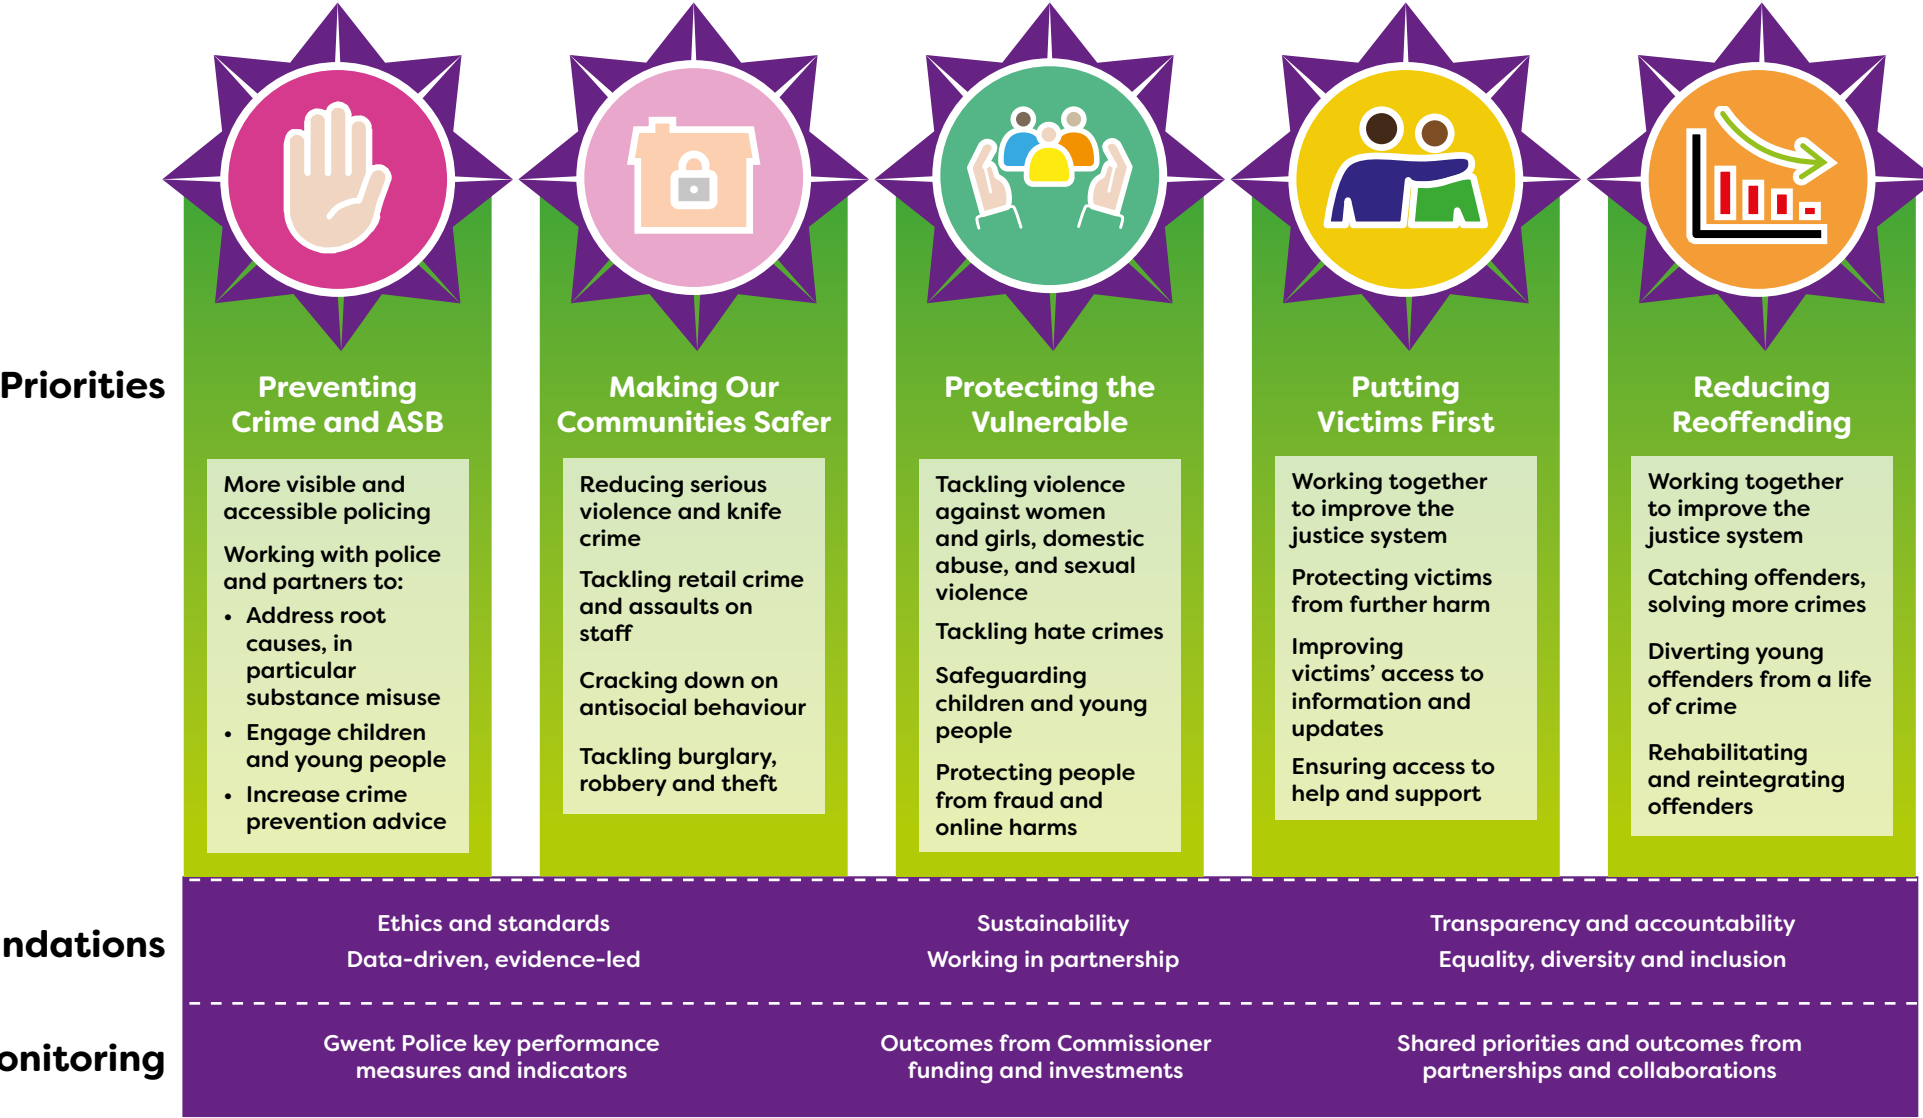 Priorities
Preventing
Crime and ASB
More visible and
accessible policing
Working with police
and partners to:
• Address root
causes, in
particular
substance misuse
• Engage children
and young people
• Increase crime
prevention advice
Making Our
Communities Safer
Reducing serious
violence and knife
crime
Tackling retail crime
and assaults on
staff
Cracking down on
antisocial behaviour
Tackling burglary,
robbery and theft
Protecting the
Vulnerable
Tackling violence
against women
and girls, domestic
abuse, and sexual
violence
Tackling hate crimes
Safeguarding
children and young
people
Protecting people
from fraud and
online harms
Putting
Victims First
Working together
to improve the
justice system
Protecting victims
from further harm
Improving
victims’ access to
information and
updates
Ensuring access to
help and support
Reducing
Reoffending
Working together
to improve the
justice system
Catching offenders,
solving more crimes
Diverting young
offenders from a life
of crime
Rehabilitating
and reintegrating
offenders
ndations
Ethics and standards
Data-driven, evidence-led
Sustainability
Working in partnership
Transparency and accountability
Equality, diversity and inclusion
onitoring
Gwent Police key performance
measures and indicators
Outcomes from Commissioner
funding and investments
Shared priorities and outcomes from
partnerships and collaborations